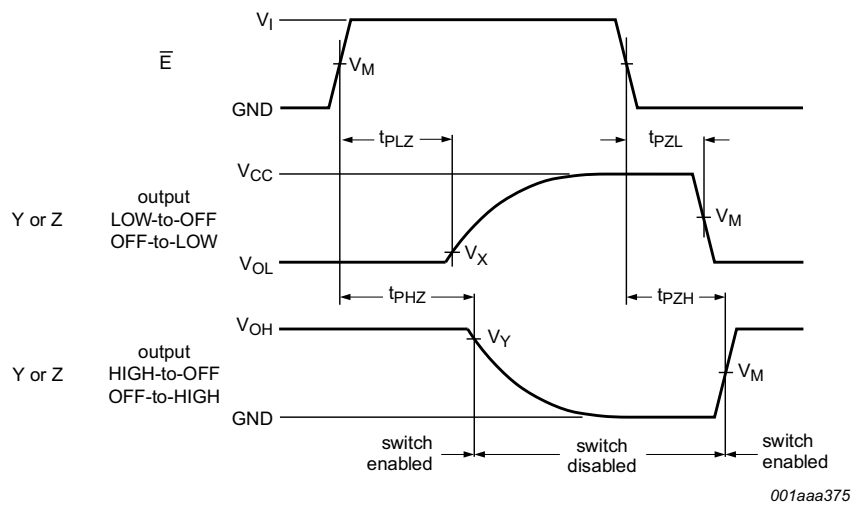 V_I
E̅
V_M
GND
t_PLZ
t_PZL
V_CC
output
Y or Z LOW-to-OFF
OFF-to-LOW
V_M
V_X
V_OL
t_PHZ
t_PZH
V_OH
V_Y
output
Y or Z HIGH-to-OFF
OFF-to-HIGH
V_M
GND
switch
enabled
switch
disabled
switch
enabled
001aaa375